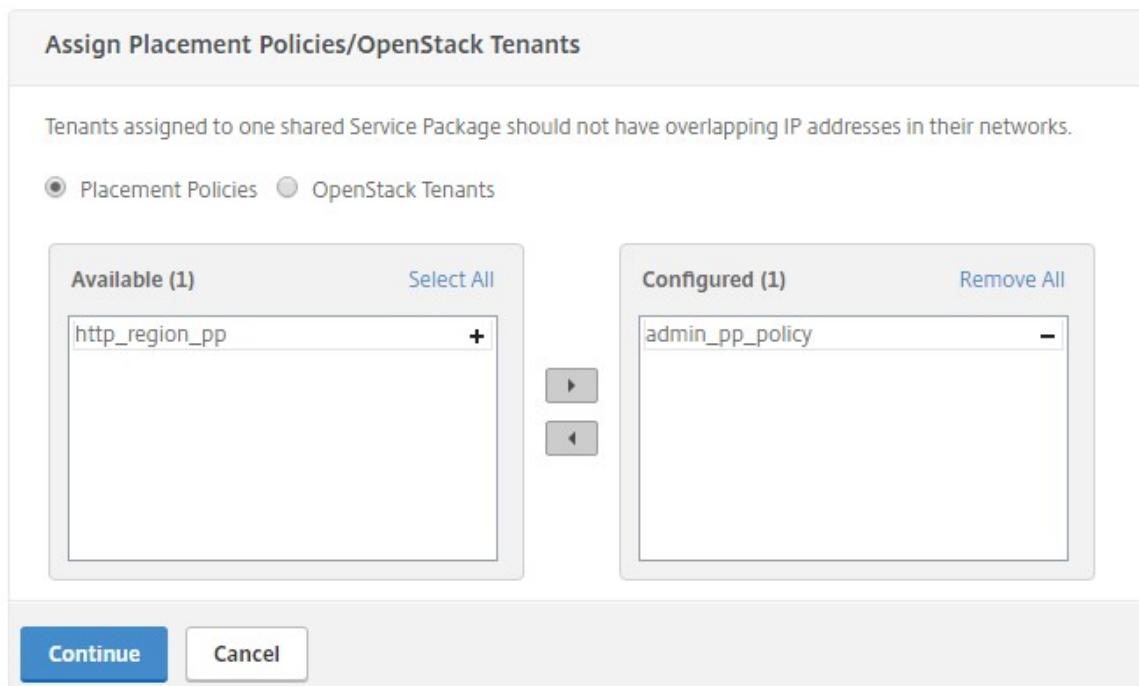 Assign Placement Policies/OpenStack Tenants
Tenants assigned to one shared Service Package should not have overlapping IP addresses in their networks.
Placement Policies OpenStack Tenants
Available (1) Select All
http_region_pp +
Configured (1) Remove All
admin_pp_policy −
Continue Cancel